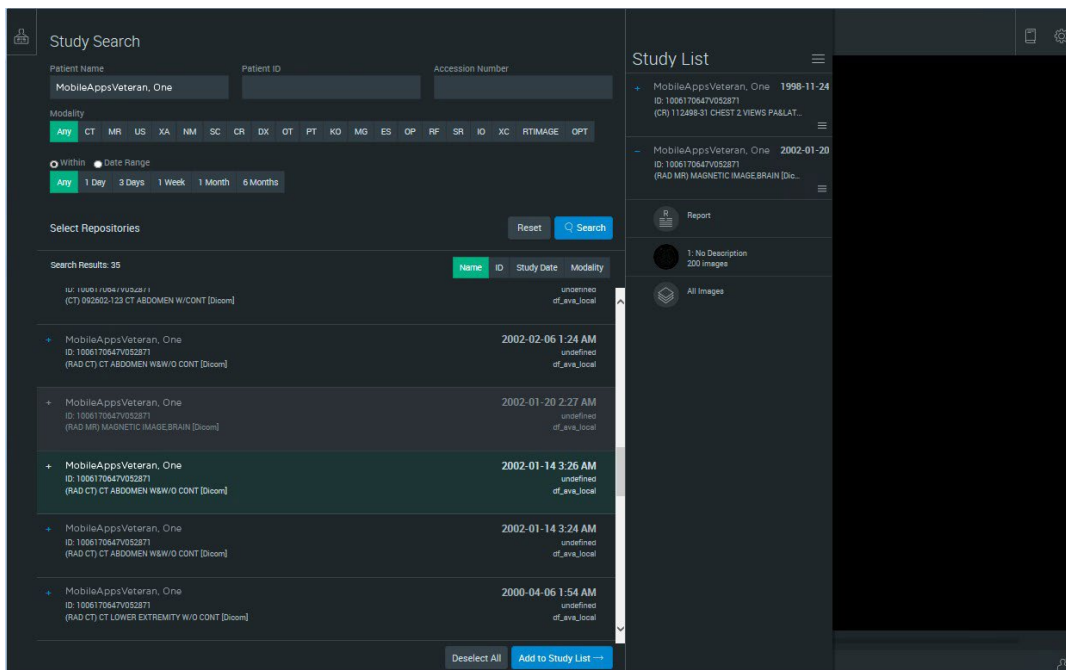 Study Search
Patient Name Patient ID Accession Number
MobileAppsVeteran, One
Modality
Any CT MR US XA NM SC CR DX OT PT KO MG ES OP RF SR IO XC RTIMAGE OPT
Within Date Range
Any 1 Day 3 Days 1 Week 1 Month 6 Months
Select Repositories Reset Search
Search Results: 35 Name ID Study Date Modality
ID: 1006170647V052871 undefined
(CT) 092602-123 CT ABDOMEN W/CONT [Dicom] df_ava_local
+ MobileAppsVeteran, One 2002-02-06 1:24 AM
ID: 1006170647V052871 undefined
(RAD CT) CT ABDOMEN W&W/O CONT [Dicom] df_ava_local
+ MobileAppsVeteran, One 2002-01-20 2:27 AM
ID: 1006170647V052871 undefined
(RAD MR) MAGNETIC IMAGE,BRAIN [Dicom] df_ava_local
+ MobileAppsVeteran, One 2002-01-14 3:26 AM
ID: 1006170647V052871 undefined
(RAD CT) CT ABDOMEN W&W/O CONT [Dicom] df_ava_local
+ MobileAppsVeteran, One 2002-01-14 3:24 AM
ID: 1006170647V052871 undefined
(RAD CT) CT ABDOMEN W&W/O CONT [Dicom] df_ava_local
+ MobileAppsVeteran, One 2000-04-06 1:54 AM
ID: 1006170647V052871 undefined
(RAD CT) CT LOWER EXTREMITY W/O CONT [Dicom] df_ava_local
Deselect All Add to Study List →
Study List
+ MobileAppsVeteran, One 1998-11-24
ID: 1006170647V052871
(CR) 112498-31 CHEST 2 VIEWS PA&LAT...
− MobileAppsVeteran, One 2002-01-20
ID: 1006170647V052871
(RAD MR) MAGNETIC IMAGE,BRAIN [Dic...
R
Report
1: No Description
200 images
All Images